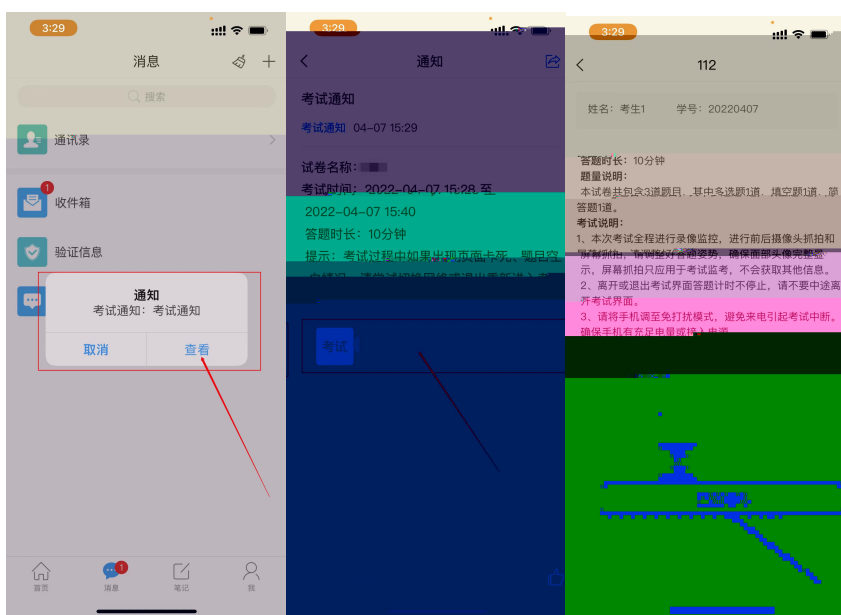 3:29
消息
搜索
通讯录
1
收件箱
验证信息
通知
考试通知：考试通知
取消
查看
首页
1
消息
笔记
我
3:29
通知
考试通知
考试通知 04-07 15:29
试卷名称：
考试时间：2022-04-07 15:28 至
2022-04-07 15:40
答题时长：10分钟
提示：考试过程中如果出现页面卡死、题目空
考试
3:29
112
姓名：考生1 学号：20220407
答题时长：10分钟
题量说明：
本试卷共包含3道题目，其中多选题1道，填空题1道，简
答题1道。
考试说明：
1、本次考试全程进行录像监控，进行前后摄像头抓拍和
屏幕抓拍，请调整好答题姿势，确保面部头像完整显
示，屏幕抓拍只应用于考试监考，不会获取其他信息。
2、离开或退出考试界面答题计时不停止，请不要中途离
开考试界面。
3、请将手机调至免打扰模式，避免来电引起考试中断。
确保手机有充足电量或接入电源